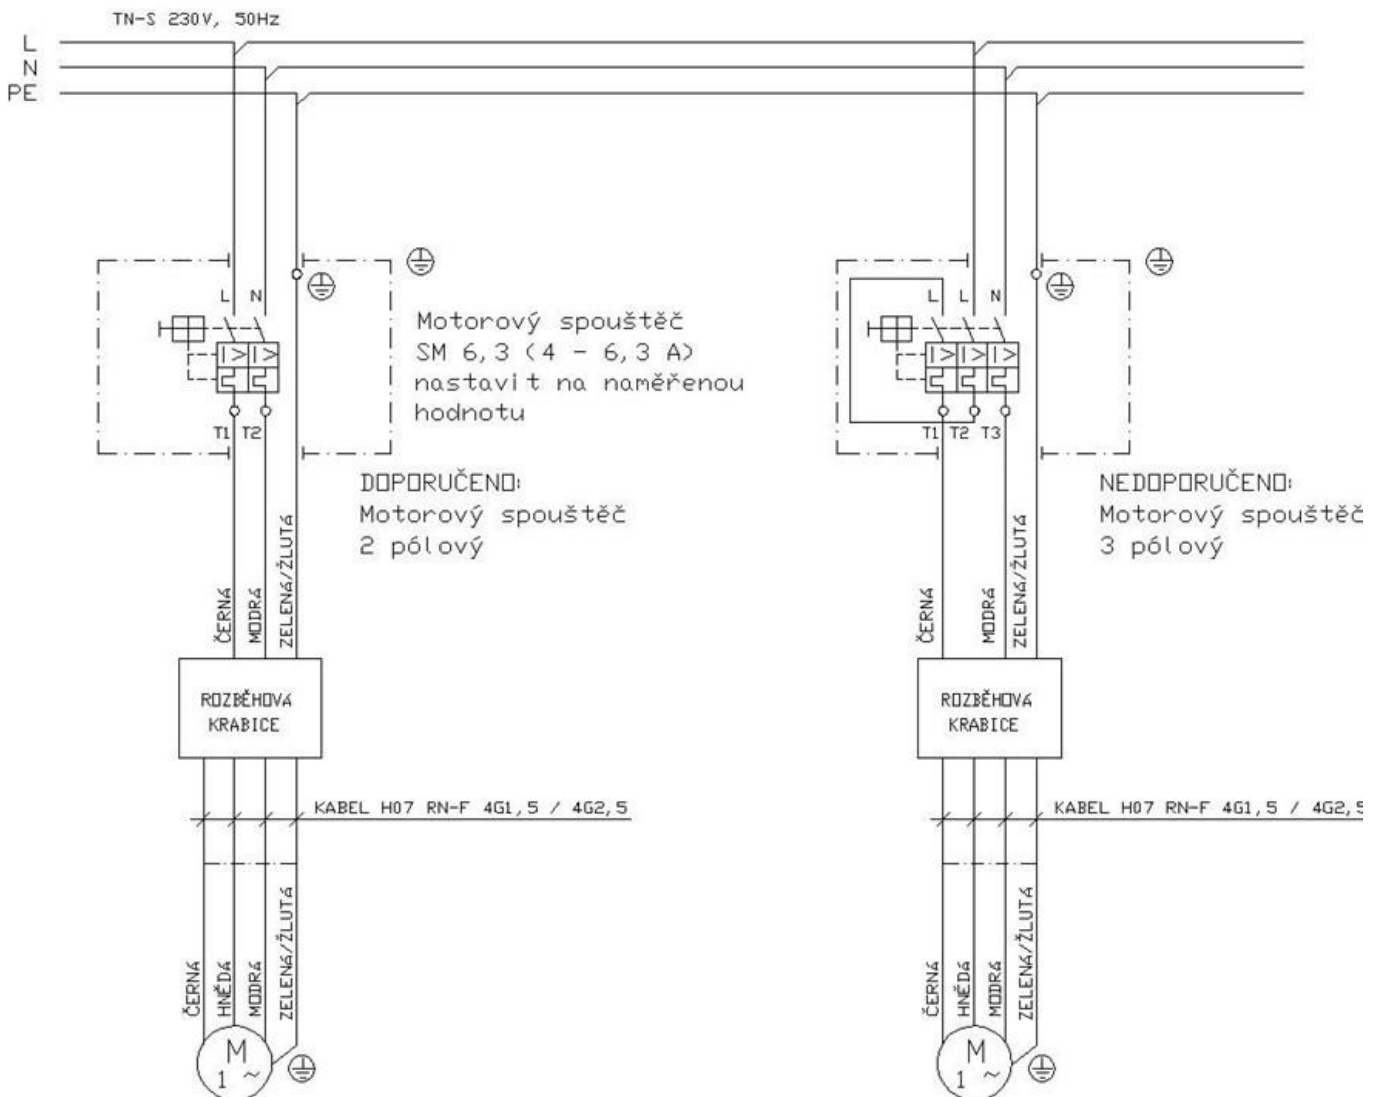 TN-S 230V, 50Hz
L
N
PE
L N
Motorový spouštěč
SM 6,3 (4 - 6,3 A)
nastavit na naměřenou
hodnotu
T1 T2
DOPORUČENO:
Motorový spouštěč
2 pólový
ČERNÁ
MODRÁ
ZELENÁ/ŽLUTÁ
ROZBĚHOVÁ
KRABICE
KABEL H07 RN-F 4G1,5 / 4G2,5
ČERNÁ
HNĚDÁ
MODRÁ
ZELENÁ/ŽLUTÁ
M
1 ~
L L N
T1 T2 T3
NEDOPORUČENO:
Motorový spouštěč
3 pólový
ČERNÁ
MODRÁ
ZELENÁ/ŽLUTÁ
ROZBĚHOVÁ
KRABICE
KABEL H07 RN-F 4G1,5 / 4G2,5
ČERNÁ
HNĚDÁ
MODRÁ
ZELENÁ/ŽLUTÁ
M
1 ~